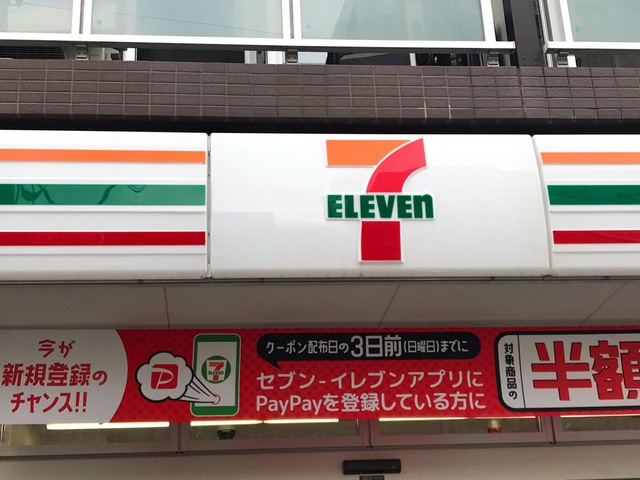 7
ELEVEn
今が
新規登録の
チャンス!!
P
7
ELEVEn
クーポン配布日の3日前(日曜日)までに
セブン‐イレブンアプリに
PayPayを登録している方に
対象商品の
半額